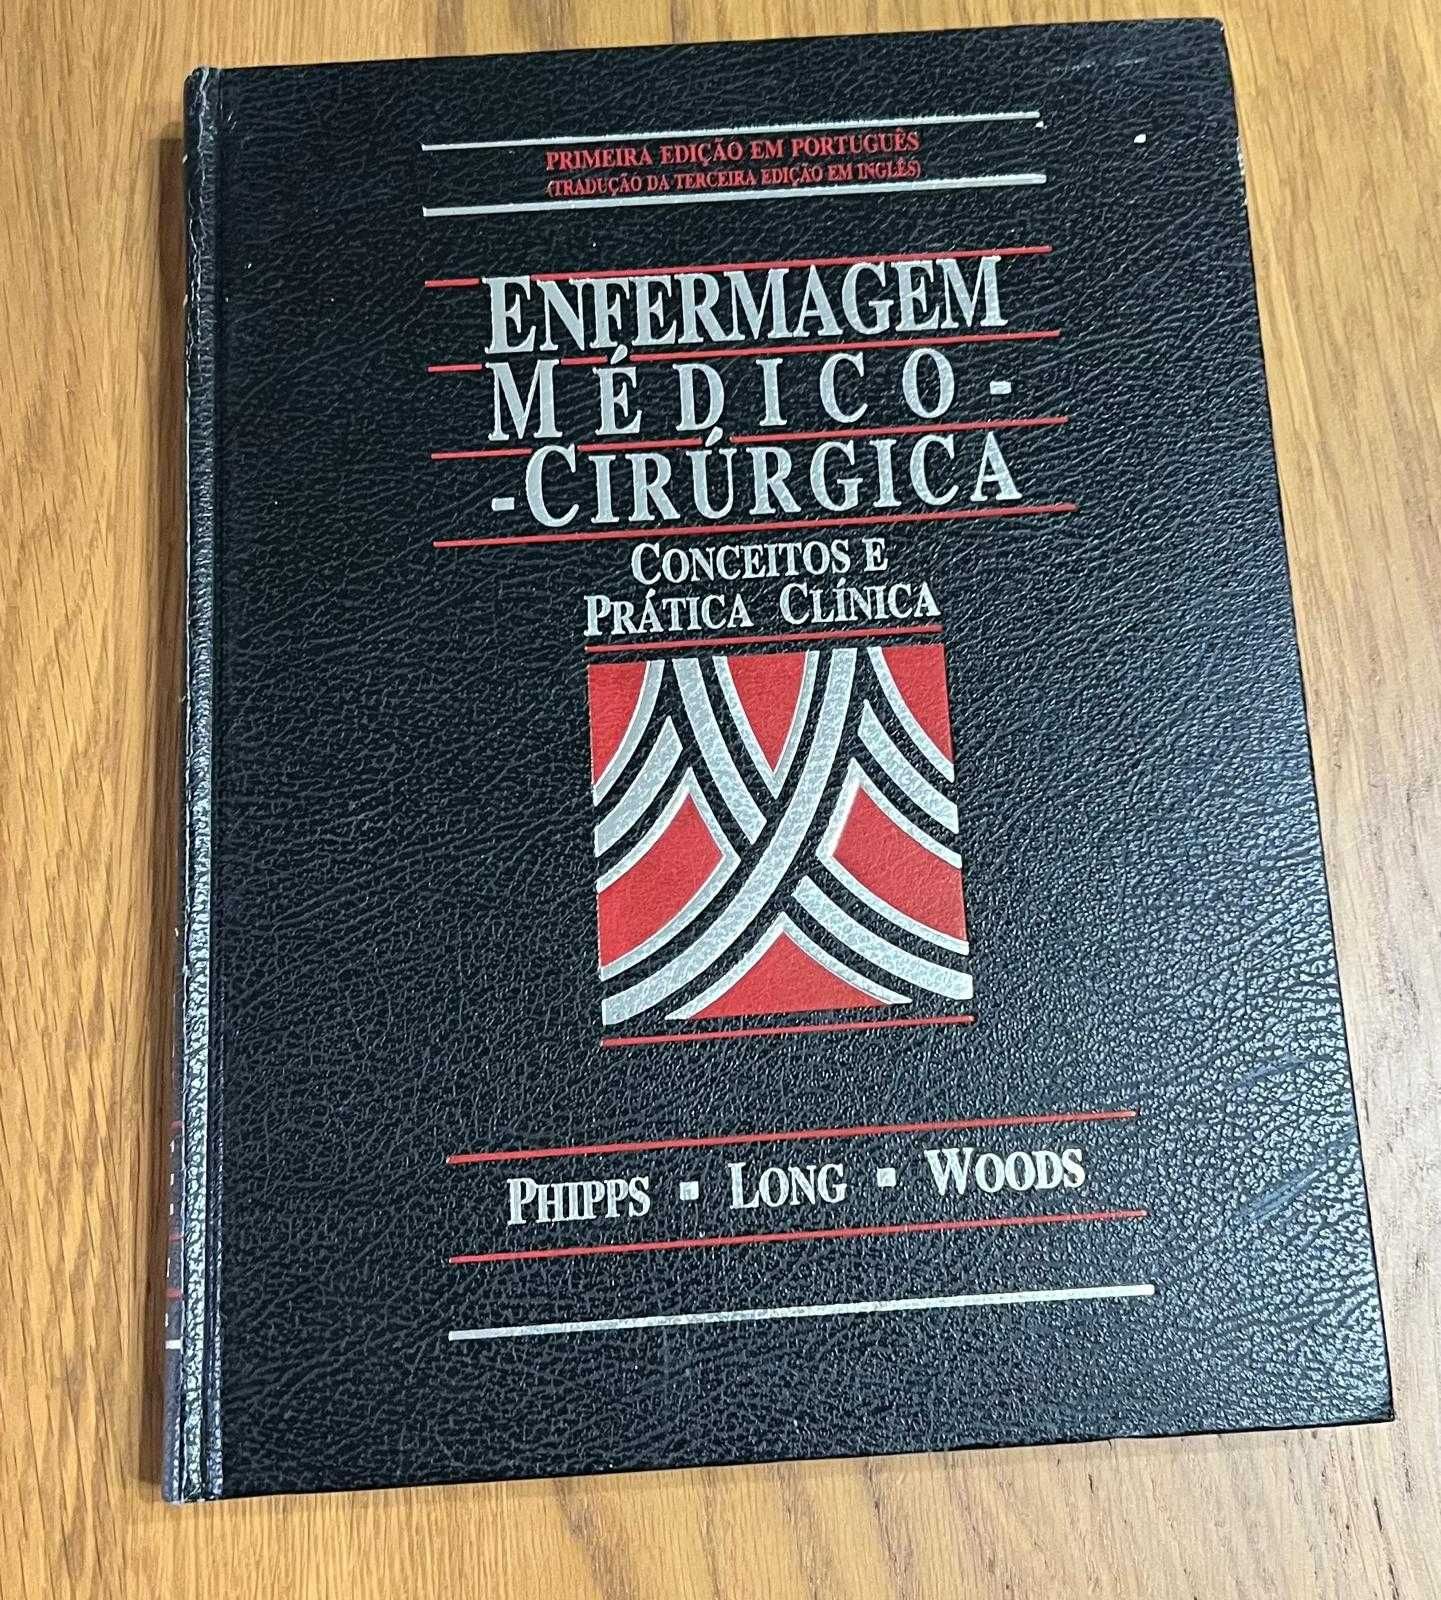 PRIMEIRA EDIÇÃO EM PORTUGUÊS
(TRADUÇÃO DA TERCEIRA EDIÇÃO EM INGLÊS)
ENFERMAGEM
MÉDICO-
-CIRÚRGICA
CONCEITOS E
PRÁTICA CLÍNICA
PHIPPS ▪ LONG ▪ WOODS